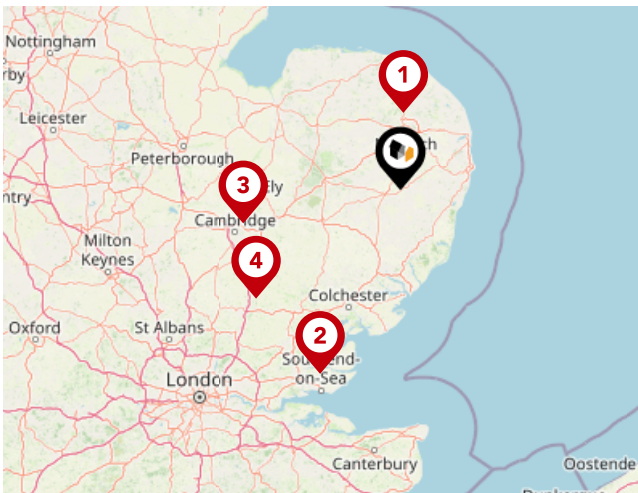 Nottingham
rby
1
Leicester
Peterborough
3
Ely
ntry
Cambridge
Milton
Keynes
4
Colchester
Oxford
St Albans
2
London
on-Sea
Canterbury
Oostende